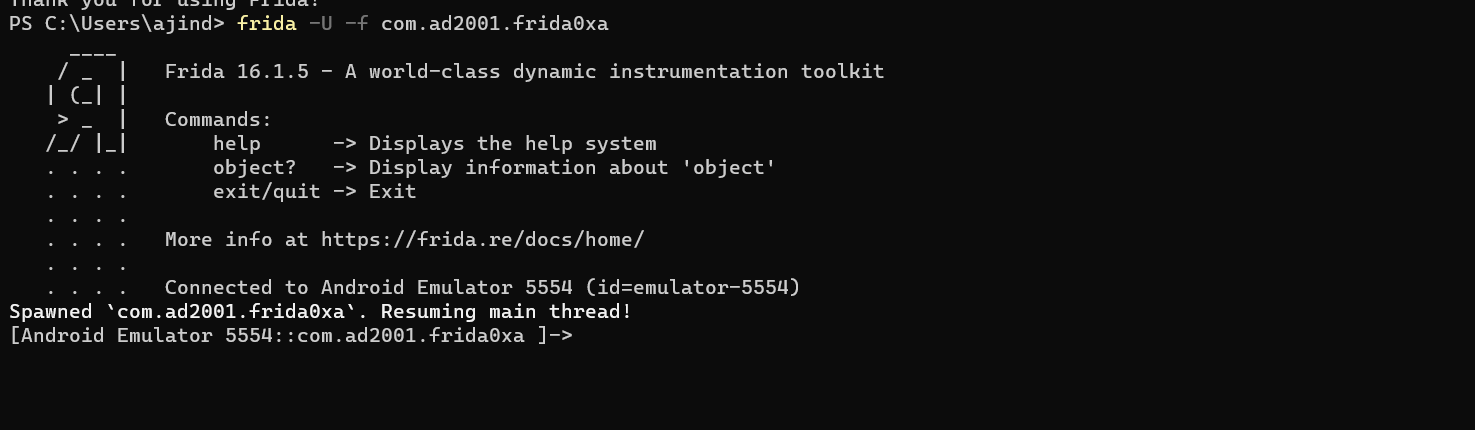 Thank you for using Frida!
PS C:\Users\ajind> frida -U -f com.ad2001.frida0xa
     ____
    / _  |   Frida 16.1.5 - A world-class dynamic instrumentation toolkit
   | (_| |
    > _  |   Commands:
   /_/ |_|       help      -> Displays the help system
   . . . .       object?   -> Display information about 'object'
   . . . .       exit/quit -> Exit
   . . . .
   . . . .   More info at https://frida.re/docs/home/
   . . . .
   . . . .   Connected to Android Emulator 5554 (id=emulator-5554)
Spawned `com.ad2001.frida0xa`. Resuming main thread!
[Android Emulator 5554::com.ad2001.frida0xa ]->